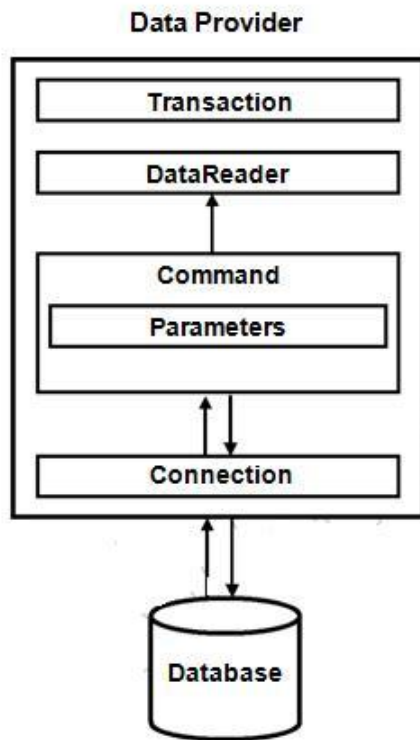 Data Provider
Transaction
DataReader
Command
Parameters
Connection
Database